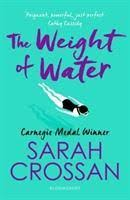 'Poignant, powerful, just perfect'
Cathy Cassidy
The Weight
of Water
Carnegie Medal Winner
SARAH
CROSSAN
BLOOMSBURY